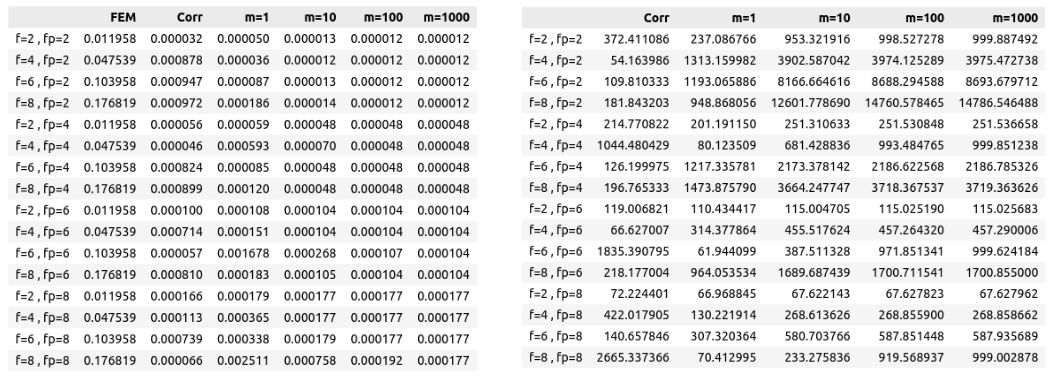 FEM Corr m=1 m=10 m=100 m=1000
f=2 , fp=2 0.011958 0.000032 0.000050 0.000013 0.000012 0.000012
f=4 , fp=2 0.047539 0.000878 0.000036 0.000012 0.000012 0.000012
f=6 , fp=2 0.103958 0.000947 0.000087 0.000013 0.000012 0.000012
f=8 , fp=2 0.176819 0.000972 0.000186 0.000014 0.000012 0.000012
f=2 , fp=4 0.011958 0.000056 0.000059 0.000048 0.000048 0.000048
f=4 , fp=4 0.047539 0.000046 0.000593 0.000070 0.000048 0.000048
f=6 , fp=4 0.103958 0.000824 0.000085 0.000048 0.000048 0.000048
f=8 , fp=4 0.176819 0.000899 0.000120 0.000048 0.000048 0.000048
f=2 , fp=6 0.011958 0.000100 0.000108 0.000104 0.000104 0.000104
f=4 , fp=6 0.047539 0.000714 0.000151 0.000104 0.000104 0.000104
f=6 , fp=6 0.103958 0.000057 0.001678 0.000268 0.000107 0.000104
f=8 , fp=6 0.176819 0.000810 0.000183 0.000105 0.000104 0.000104
f=2 , fp=8 0.011958 0.000166 0.000179 0.000177 0.000177 0.000177
f=4 , fp=8 0.047539 0.000113 0.000365 0.000177 0.000177 0.000177
f=6 , fp=8 0.103958 0.000739 0.000338 0.000179 0.000177 0.000177
f=8 , fp=8 0.176819 0.000066 0.002511 0.000758 0.000192 0.000177
Corr m=1 m=10 m=100 m=1000
f=2 , fp=2 372.411086 237.086766 953.321916 998.527278 999.887492
f=4 , fp=2 54.163986 1313.159982 3902.587042 3974.125289 3975.472738
f=6 , fp=2 109.810333 1193.065886 8166.664616 8688.294588 8693.679712
f=8 , fp=2 181.843203 948.868056 12601.778690 14760.578465 14786.546488
f=2 , fp=4 214.770822 201.191150 251.310633 251.530848 251.536658
f=4 , fp=4 1044.480429 80.123509 681.428836 993.484765 999.851238
f=6 , fp=4 126.199975 1217.335781 2173.378142 2186.622568 2186.785326
f=8 , fp=4 196.765333 1473.875790 3664.247747 3718.367537 3719.363626
f=2 , fp=6 119.006821 110.434417 115.004705 115.025190 115.025683
f=4 , fp=6 66.627007 314.377864 455.517624 457.264320 457.290006
f=6 , fp=6 1835.390795 61.944099 387.511328 971.851341 999.624184
f=8 , fp=6 218.177004 964.053534 1689.687439 1700.711541 1700.855000
f=2 , fp=8 72.224401 66.968845 67.622143 67.627823 67.627962
f=4 , fp=8 422.017905 130.221914 268.613626 268.855900 268.858662
f=6 , fp=8 140.657846 307.320364 580.703766 587.851448 587.935689
f=8 , fp=8 2665.337366 70.412995 233.275836 919.568937 999.002878